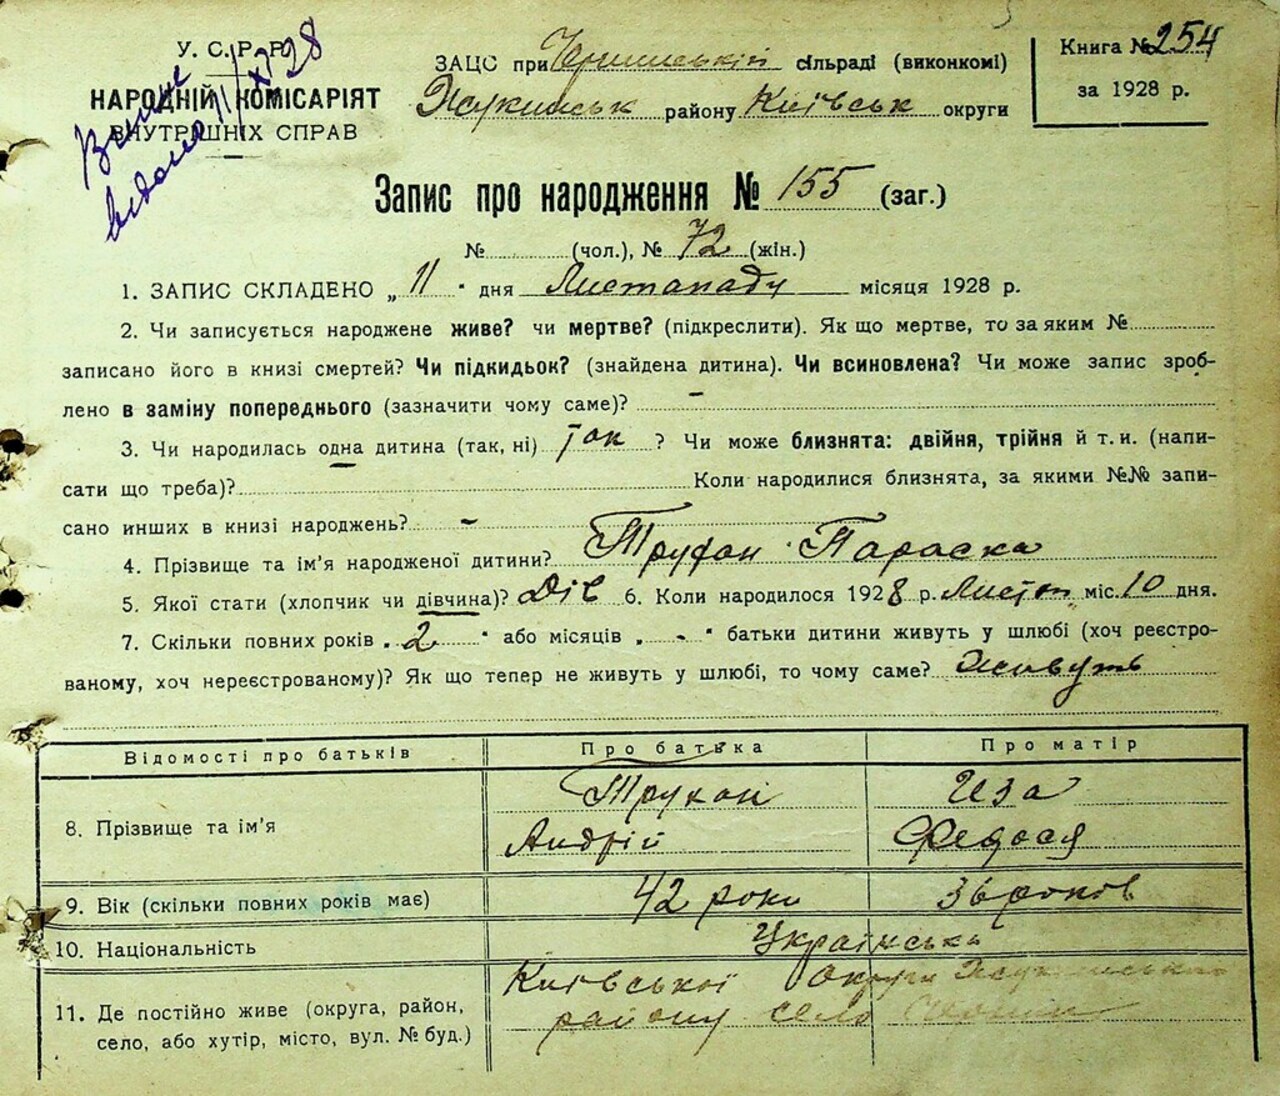 У. С. Р. Р.
НАРОДНІЙ КОМІСАРІЯТ
ВНУТРІШНІХ СПРАВ
видано 11/XI 28
ЗАЦС при сільраді (виконкомі)
району Київськ округи
Книга № 254
за 1928 р.
Запис про народження № 155 (заг.)
№ (чол.), № 72 (жін.)
1. ЗАПИС СКЛАДЕНО „ 11 " дня Листопаду місяця 1928 р.
2. Чи записується народжене живе? чи мертве? (підкреслити). Як що мертве, то за яким №
записано його в книзі смертей? Чи підкидьок? (знайдена дитина). Чи всиновлена? Чи може запис зроб-
лено в заміну попереднього (зазначити чому саме)? -
3. Чи народилась одна дитина (так, ні) так ? Чи може близнята: двійня, трійня й т. и. (напи-
сати що треба)? Коли народилися близнята, за якими №№ запи-
сано инших в книзі народжень? -
4. Прізвище та ім'я народженої дитини? Труфан Параска
5. Якої стати (хлопчик чи дівчина)? Дів 6. Коли народилося 1928 р. Лист міс. 10 дня.
7. Скільки повних років „ 2 " або місяців „ - " батьки дитини живуть у шлюбі (хоч реєстро-
ваному, хоч нереєстрованому)? Як що тепер не живуть у шлюбі, то чому саме? Живуть
Відомості про батьків Про батька Про матір
8. Прізвище та ім'я
Андрій Федося
9. Вік (скільки повних років має) 42 роки 36 років
10. Національність Українська
11. Де постійно живе (округа, район,
село, або хутір, місто, вул. № буд.)
Київської округи
району село